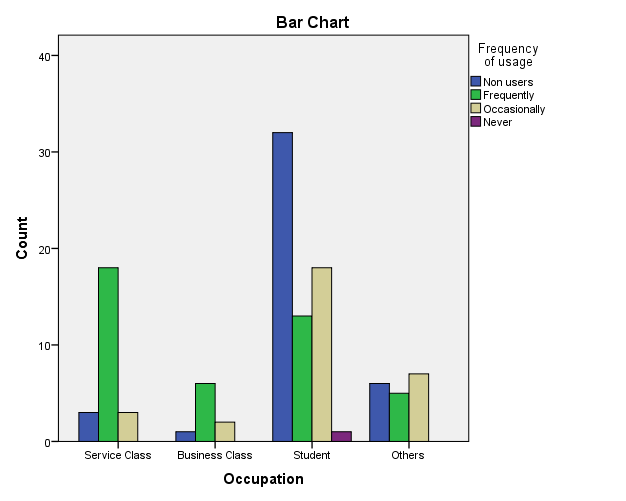 Bar Chart
Frequency
of usage
Non users
Frequently
Occasionally
Never
Count
40
30
20
10
0
Service Class
Business Class
Student
Others
Occupation